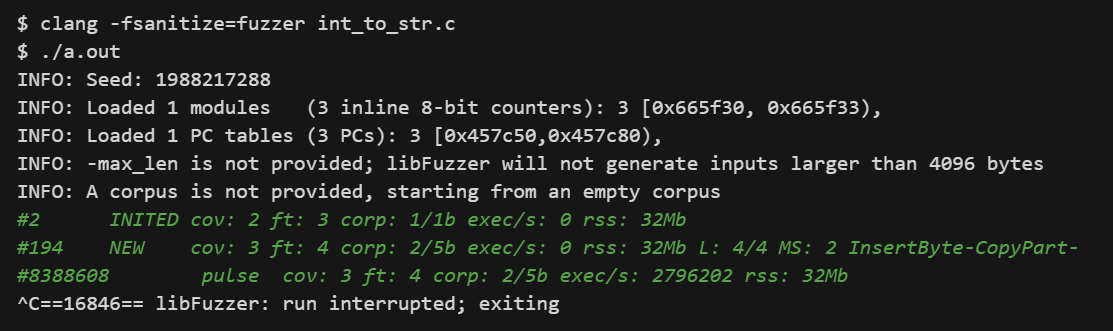 $ clang -fsanitize=fuzzer int_to_str.c
$ ./a.out
INFO: Seed: 1988217288
INFO: Loaded 1 modules   (3 inline 8-bit counters): 3 [0x665f30, 0x665f33),
INFO: Loaded 1 PC tables (3 PCs): 3 [0x457c50,0x457c80),
INFO: -max_len is not provided; libFuzzer will not generate inputs larger than 4096 bytes
INFO: A corpus is not provided, starting from an empty corpus
#2      INITED cov: 2 ft: 3 corp: 1/1b exec/s: 0 rss: 32Mb
#194    NEW    cov: 3 ft: 4 corp: 2/5b exec/s: 0 rss: 32Mb L: 4/4 MS: 2 InsertByte-CopyPart-
#8388608        pulse  cov: 3 ft: 4 corp: 2/5b exec/s: 2796202 rss: 32Mb
^C==16846== libFuzzer: run interrupted; exiting